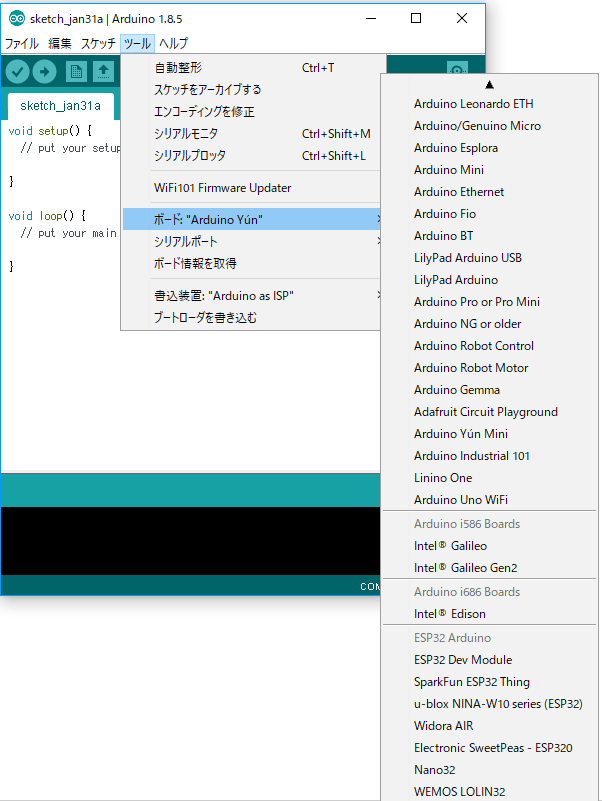 sketch_jan31a | Arduino 1.8.5
ファイル 編集 スケッチ ツール ヘルプ
sketch_jan31a
void setup() {
// put your setup
}
void loop() {
// put your main
}
自動整形 Ctrl+T
スケッチをアーカイブする
エンコーディングを修正
シリアルモニタ Ctrl+Shift+M
シリアルプロッタ Ctrl+Shift+L
WiFi101 Firmware Updater
ボード: "Arduino Yún"
シリアルポート
ボード情報を取得
書込装置: "Arduino as ISP"
ブートローダを書き込む
Arduino Leonardo ETH
Arduino/Genuino Micro
Arduino Esplora
Arduino Mini
Arduino Ethernet
Arduino Fio
Arduino BT
LilyPad Arduino USB
LilyPad Arduino
Arduino Pro or Pro Mini
Arduino NG or older
Arduino Robot Control
Arduino Robot Motor
Arduino Gemma
Adafruit Circuit Playground
Arduino Yún Mini
Arduino Industrial 101
Linino One
Arduino Uno WiFi
Arduino i586 Boards
Intel® Galileo
Intel® Galileo Gen2
Arduino i686 Boards
Intel® Edison
ESP32 Arduino
ESP32 Dev Module
SparkFun ESP32 Thing
u-blox NINA-W10 series (ESP32)
Widora AIR
Electronic SweetPeas - ESP320
Nano32
WEMOS LOLIN32
COM